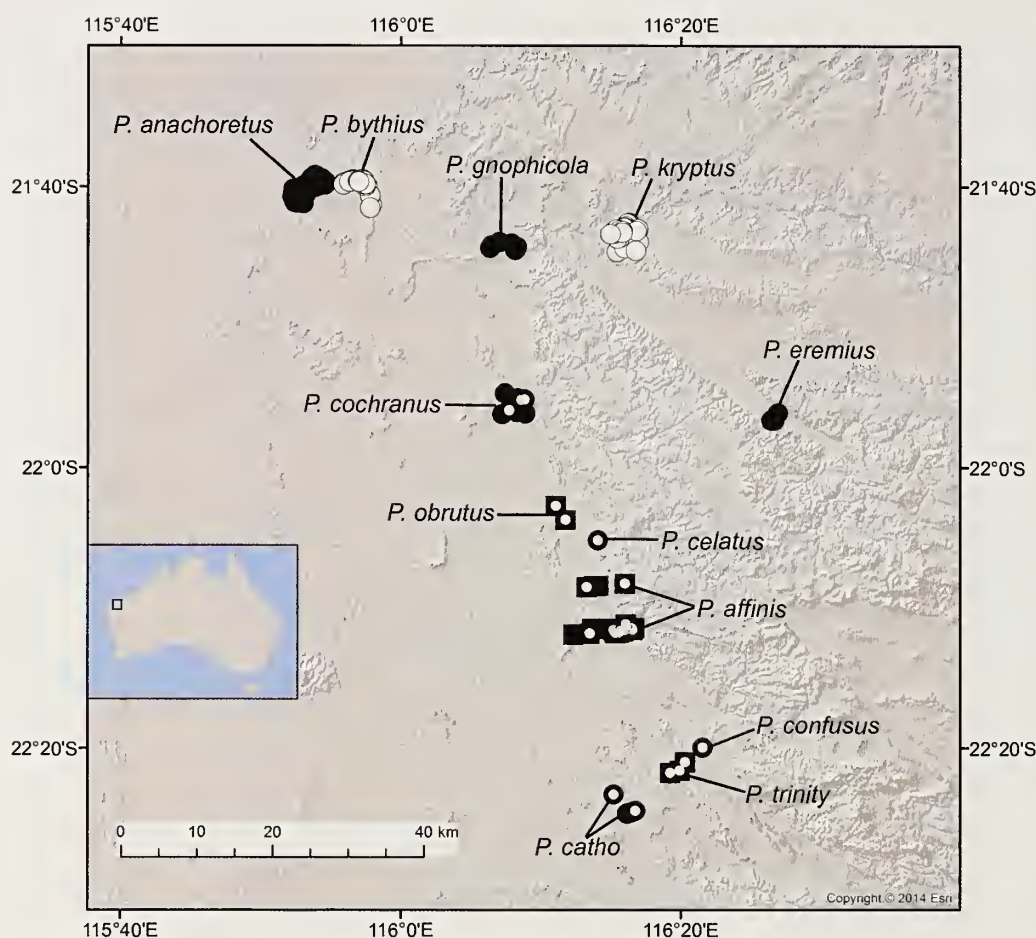 115°40'E 116°0'E 116°20'E
P. anachoretus P. bythius
P. gnophicola P. kryptus
21°40'S 21°40'S
P. eremius
P. cochranus
22°0'S 22°0'S
P. obrutus
P. celatus
P. affinis
P. confusus
22°20'S 22°20'S
P. trinity
0 10 20 40 km
P. catho
Copyright:© 2014 Esri
115°40'E 116°0'E 116°20'E